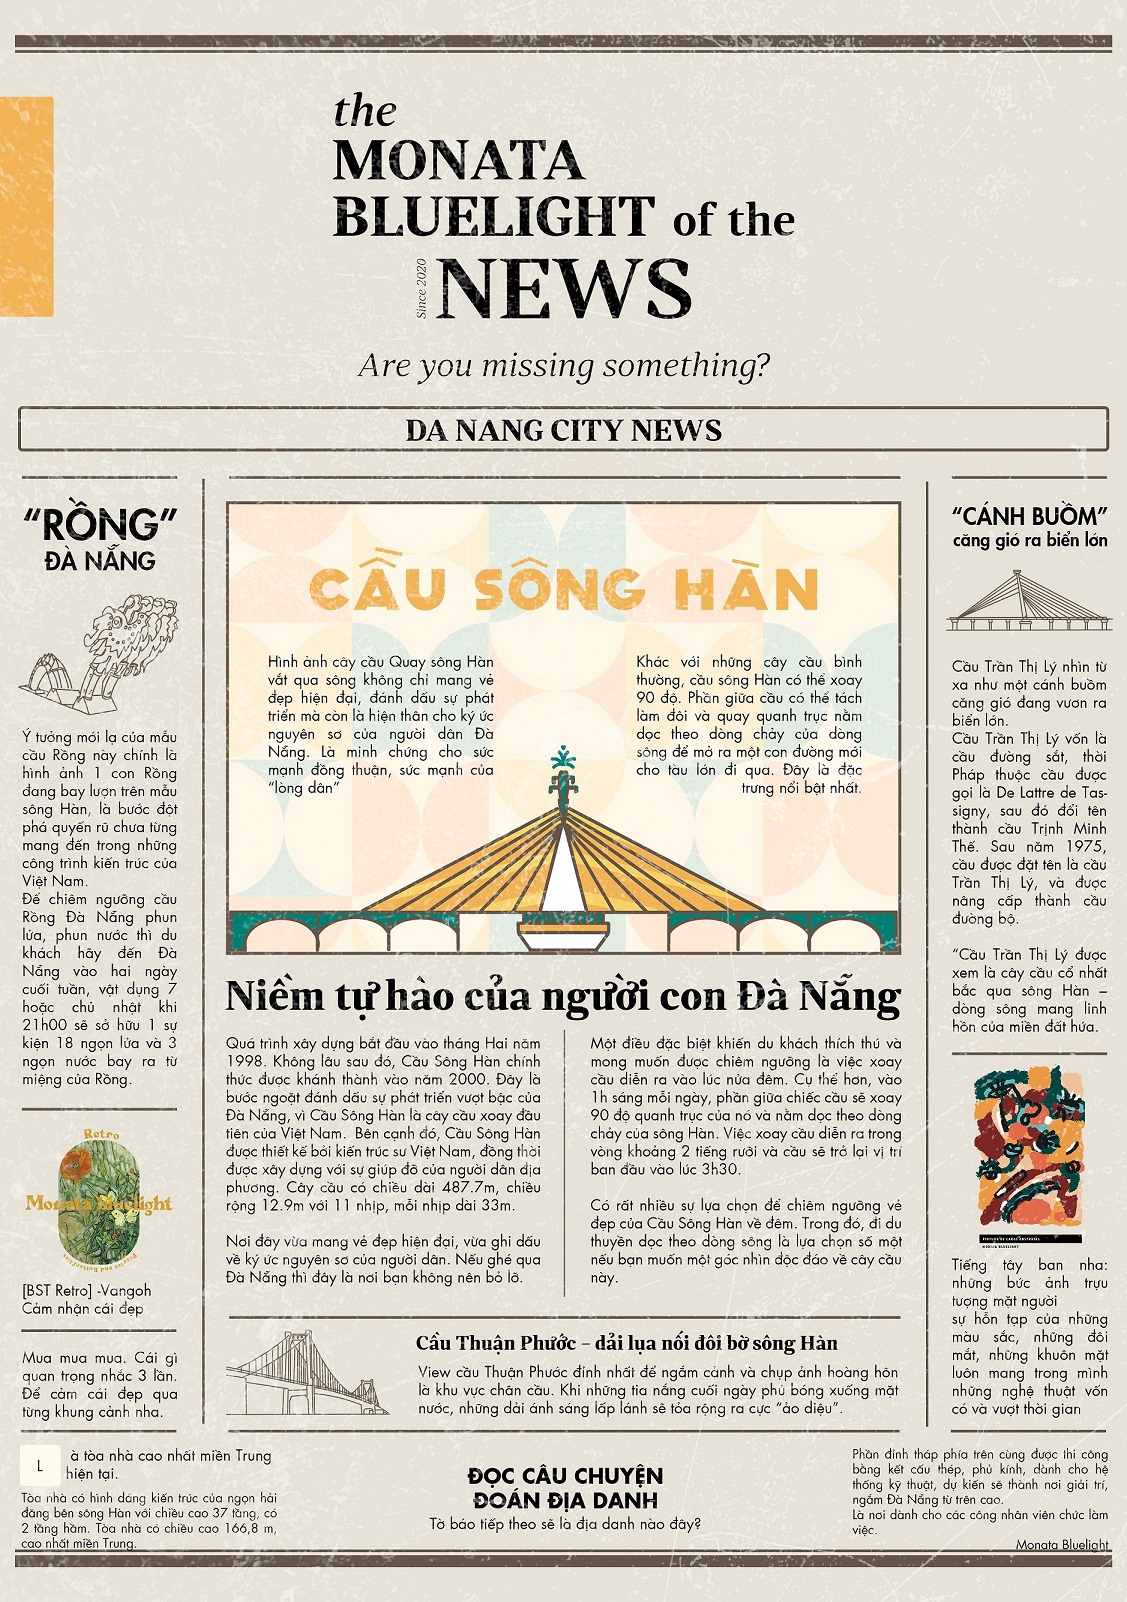 the
MONATA
BLUELIGHT of the
Since 2020
NEWS
Are you missing something?
DA NANG CITY NEWS
“RỒNG”
ĐÀ NẴNG
Ý tưởng mới lạ của mẫu
cầu Rồng này chính là
hình ảnh 1 con Rồng
đang bay lượn trên mẫu
sông Hàn, là bước đột
phá quyến rũ chưa từng
mang đến trong những
công trình kiến trúc của
Việt Nam.
Để chiêm ngưỡng cầu
Rồng Đà Nẵng phun
lửa, phun nước thì du
khách hãy đến Đà
Nẵng vào hai ngày
cuối tuần, vật dụng 7
hoặc chủ nhật khi
21h00 sẽ sở hữu 1 sự
kiện 18 ngọn lửa và 3
ngọn nước bay ra từ
miệng của Rồng.
Retro
Monata Bluelight
Poppies and Butterflies
[BST Retro] -Vangoh
Cảm nhận cái đẹp
Mua mua mua. Cái gì
quan trọng nhắc 3 lần.
Để cảm cái đẹp qua
từng khung cảnh nha.
CẦU SÔNG HÀN
Hình ảnh cây cầu Quay sông Hàn
vắt qua sông không chỉ mang vẻ
đẹp hiện đại, đánh dấu sự phát
triển mà còn là hiện thân cho ký ức
nguyên sơ của người dân Đà
Nẵng. Là minh chứng cho sức
mạnh đồng thuận, sức mạnh của
“lòng dân”
Khác với những cây cầu bình
thường, cầu sông Hàn có thể xoay
90 độ. Phần giữa cầu có thể tách
làm đôi và quay quanh trục nằm
dọc theo dòng chảy của dòng
sông để mở ra một con đường mới
cho tàu lớn đi qua. Đây là đặc
trưng nổi bật nhất.
Niềm tự hào của người con Đà Nẵng
Quá trình xây dựng bắt đầu vào tháng Hai năm
1998. Không lâu sau đó, Cầu Sông Hàn chính
thức được khánh thành vào năm 2000. Đây là
bước ngoặt đánh dấu sự phát triển vượt bậc của
Đà Nẵng, vì Cầu Sông Hàn là cây cầu xoay đầu
tiên của Việt Nam. Bên cạnh đó, Cầu Sông Hàn
được thiết kế bởi kiến trúc sư Việt Nam, đồng thời
được xây dựng với sự giúp đỡ của người dân địa
phương. Cây cầu có chiều dài 487.7m, chiều
rộng 12.9m với 11 nhịp, mỗi nhịp dài 33m.
Nơi đây vừa mang vẻ đẹp hiện đại, vừa ghi dấu
về ký ức nguyên sơ của người dân. Nếu ghé qua
Đà Nẵng thì đây là nơi bạn không nên bỏ lỡ.
Một điều đặc biệt khiến du khách thích thú và
mong muốn được chiêm ngưỡng là việc xoay
cầu diễn ra vào lúc nửa đêm. Cụ thể hơn, vào
1h sáng mỗi ngày, phần giữa chiếc cầu sẽ xoay
90 độ quanh trục của nó và nằm dọc theo dòng
chảy của sông Hàn. Việc xoay cầu diễn ra trong
vòng khoảng 2 tiếng rưỡi và cầu sẽ trở lại vị trí
ban đầu vào lúc 3h30.
Có rất nhiều sự lựa chọn để chiêm ngưỡng vẻ
đẹp của Cầu Sông Hàn về đêm. Trong đó, đi du
thuyền dọc theo dòng sông là lựa chọn số một
nếu bạn muốn một góc nhìn độc đáo về cây cầu
này.
Cầu Thuận Phước - dải lụa nối đôi bờ sông Hàn
View cầu Thuận Phước đỉnh nhất để ngắm cảnh và chụp ảnh hoàng hôn
là khu vực chân cầu. Khi những tia nắng cuối ngày phủ bóng xuống mặt
nước, những dải ánh sáng lấp lánh sẽ tỏa rộng ra cực “ảo diệu”.
“CÁNH BUỒM”
căng gió ra biển lớn
Cầu Trần Thị Lý nhìn từ
xa như một cánh buồm
căng gió đang vươn ra
biển lớn.
Cầu Trần Thị Lý vốn là
cầu đường sắt, thời
Pháp thuộc cầu được
gọi là De Lattre de Tas-
signy, sau đó đổi tên
thành cầu Trịnh Minh
Thế. Sau năm 1975,
cầu được đặt tên là cầu
Trần Thị Lý, và được
nâng cấp thành cầu
đường bộ.
“Cầu Trần Thị Lý được
xem là cây cầu cổ nhất
bắc qua sông Hàn –
dòng sông mang linh
hồn của miền đất hứa.
Tiếng tây ban nha:
những bức ảnh trựu
tượng mặt người
sự hỗn tạp của những
màu sắc, những đôi
mắt, những khuôn mặt
luôn mang trong mình
những nghệ thuật vốn
có và vượt thời gian
L
à tòa nhà cao nhất miền Trung
hiện tại.
Tòa nhà có hình dáng kiến trúc của ngọn hải
đăng bên sông Hàn với chiều cao 37 tầng, có
2 tầng hầm. Tòa nhà có chiều cao 166,8 m,
cao nhất miền Trung.
ĐỌC CÂU CHUYỆN
ĐOÁN ĐỊA DANH
Tờ báo tiếp theo sẽ là địa danh nào đây?
Phần đỉnh tháp phía trên cùng được thi công
bằng kết cấu thép, phủ kính, dành cho hệ
thống kỹ thuật, dự kiến sẽ thành nơi giải trí,
ngắm Đà Nẵng từ trên cao.
Là nơi dành cho các công nhân viên chức làm
việc.
Monata Bluelight